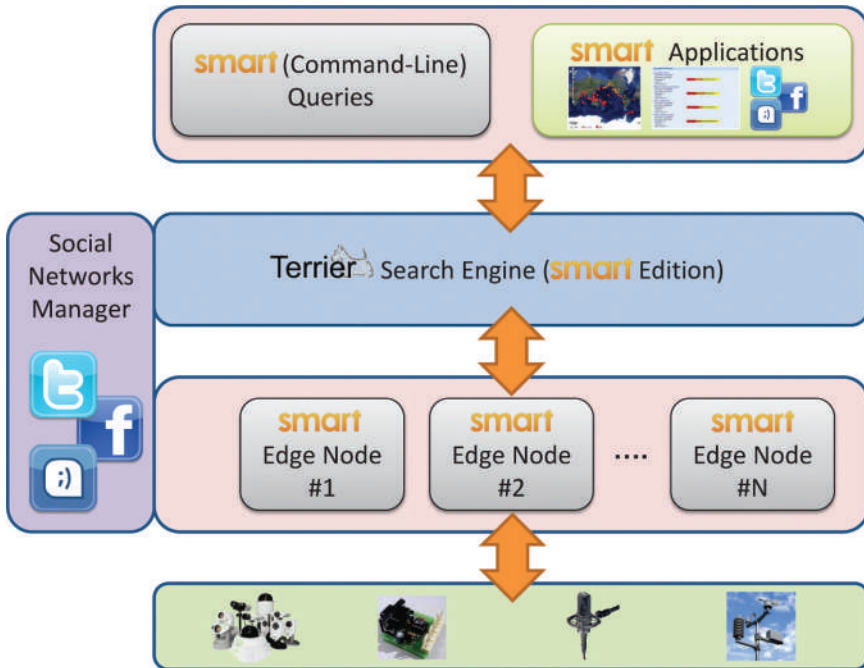 smart (Command-Line)
Queries
smart Applications
Social
Networks
Manager
Terrier Search Engine (smart Edition)
smart
Edge Node
#1
smart
Edge Node
#2
....
smart
Edge Node
#N